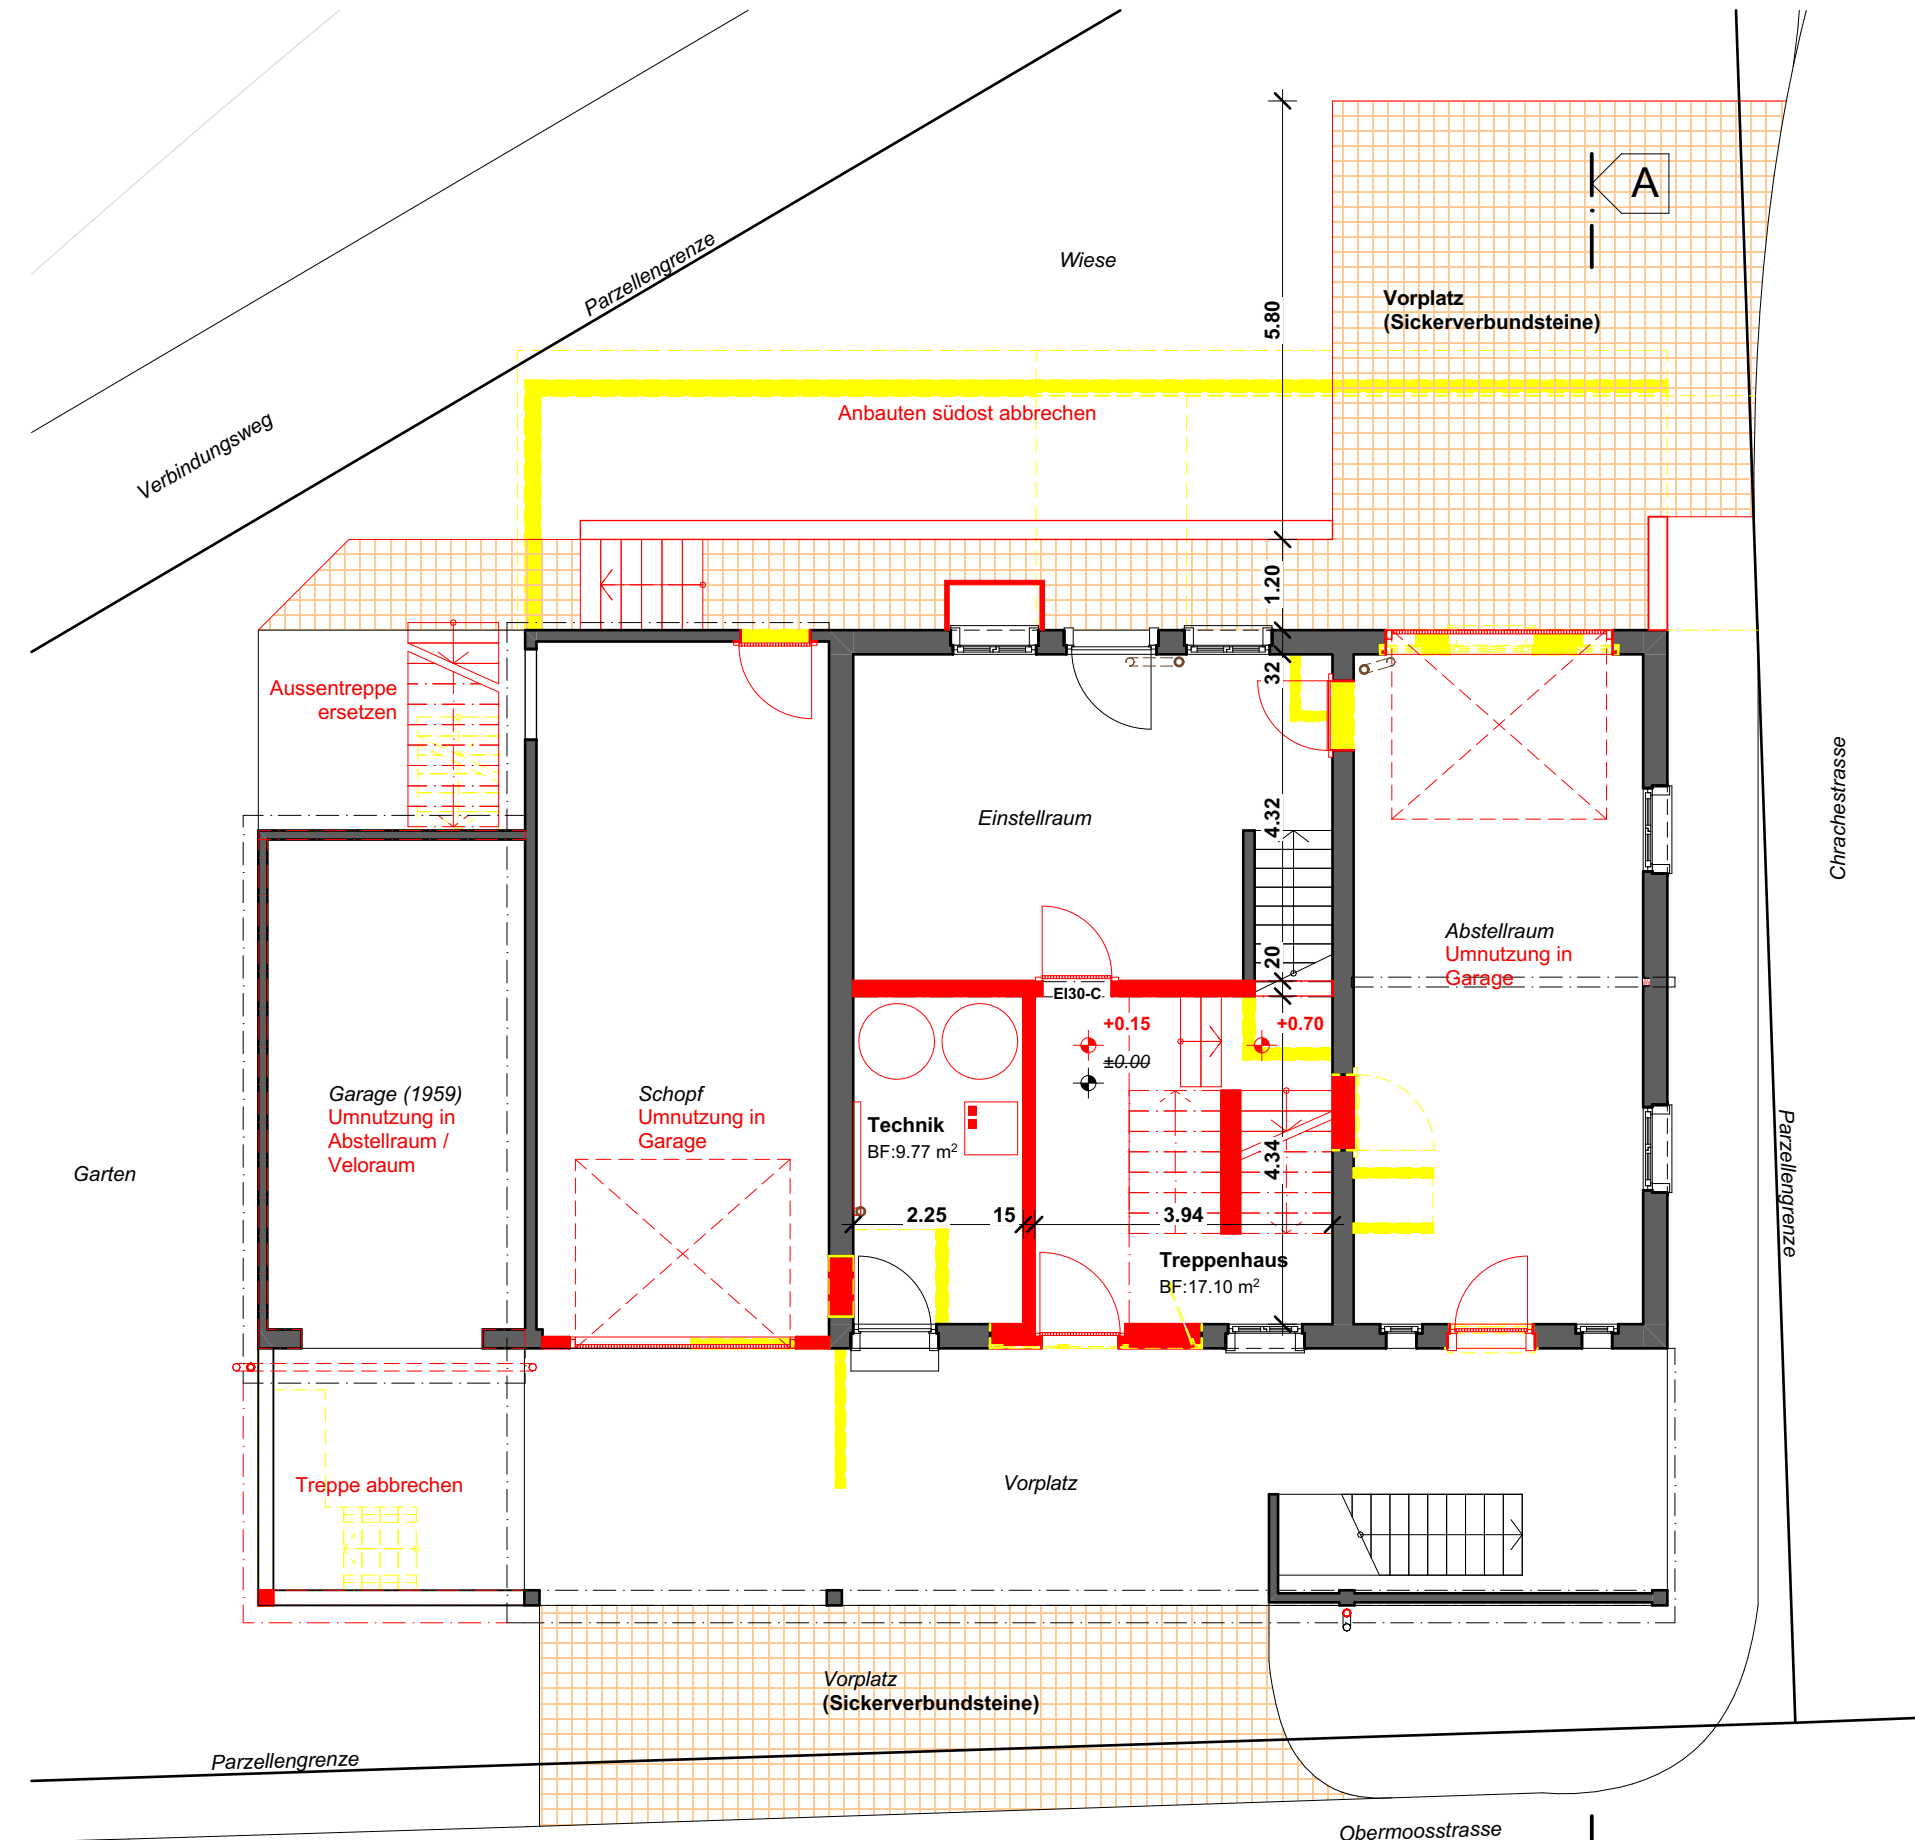 A
Parzellengrenze
Wiese
Vorplatz
(Sickerverbundsteine)
5.80
Anbauten südost abbrechen
Verbindungsweg
1.20
32
Aussentreppe
ersetzen
Chrachestrasse
Einstellraum
4.32
Abstellraum
Umnutzung in
Garage
20
EI30-C
+0.15
+0.70
±0.00
Garage (1959)
Umnutzung in
Abstellraum /
Veloraum
Schopf
Umnutzung in
Garage
Technik
BF:9.77 m²
4.34
Garten
Parzellengrenze
2.25
15
3.94
Treppenhaus
BF:17.10 m²
Treppe abbrechen
Vorplatz
Vorplatz
(Sickerverbundsteine)
Parzellengrenze
Obermoosstrasse